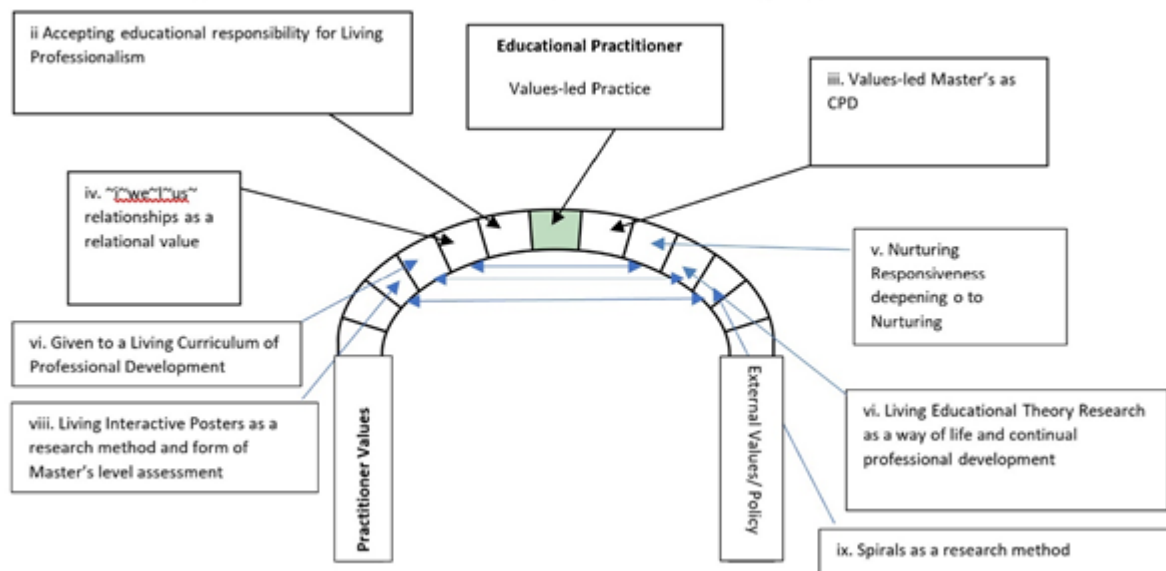 ii Accepting educational responsibility for Living
Professionalism
Educational Practitioner
Values-led Practice
iii. Values-led Master's as
CPD
iv. ~i~we~I~us~
relationships as a
relational value
v. Nurturing
Responsiveness
deepening o to
Nurturing
vi. Given to a Living Curriculum of
Professional Development
viii. Living Interactive Posters as a
research method and form of
Master's level assessment
Practitioner Values
External Values/ Policy
vi. Living Educational Theory Research
as a way of life and continual
professional development
ix. Spirals as a research method